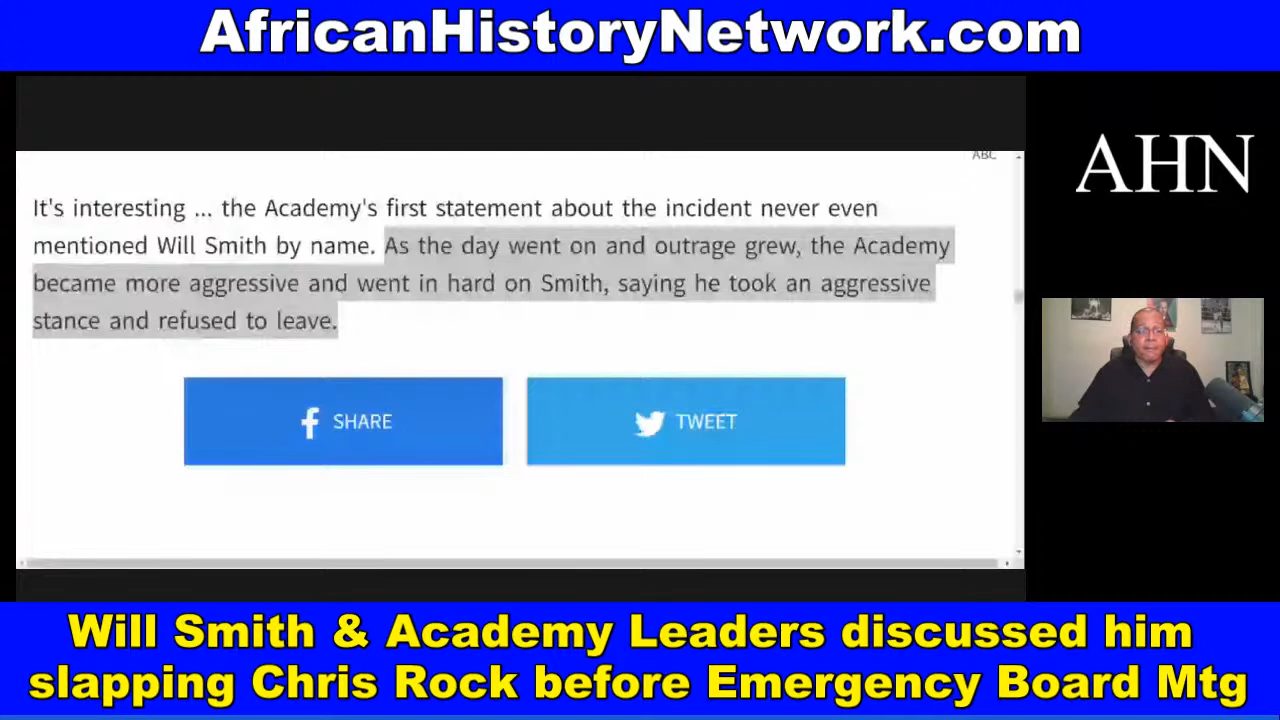 AfricanHistoryNetwork.com
AHN
ABC
It's interesting ... the Academy's first statement about the incident never even
mentioned Will Smith by name. As the day went on and outrage grew, the Academy
became more aggressive and went in hard on Smith, saying he took an aggressive
stance and refused to leave.
SHARE
TWEET
Will Smith & Academy Leaders discussed him
slapping Chris Rock before Emergency Board Mtg